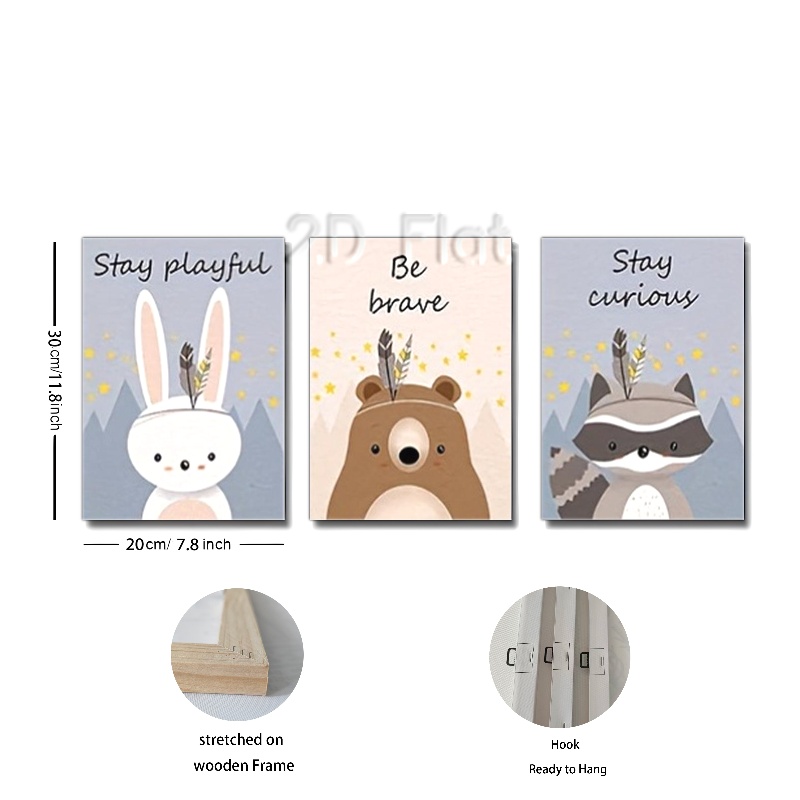 2D Flat
Stay playful
Be
brave
Stay
curious
30cm/11.8inch
20cm/ 7.8 inch
stretched on
wooden Frame
Hook
Ready to Hang